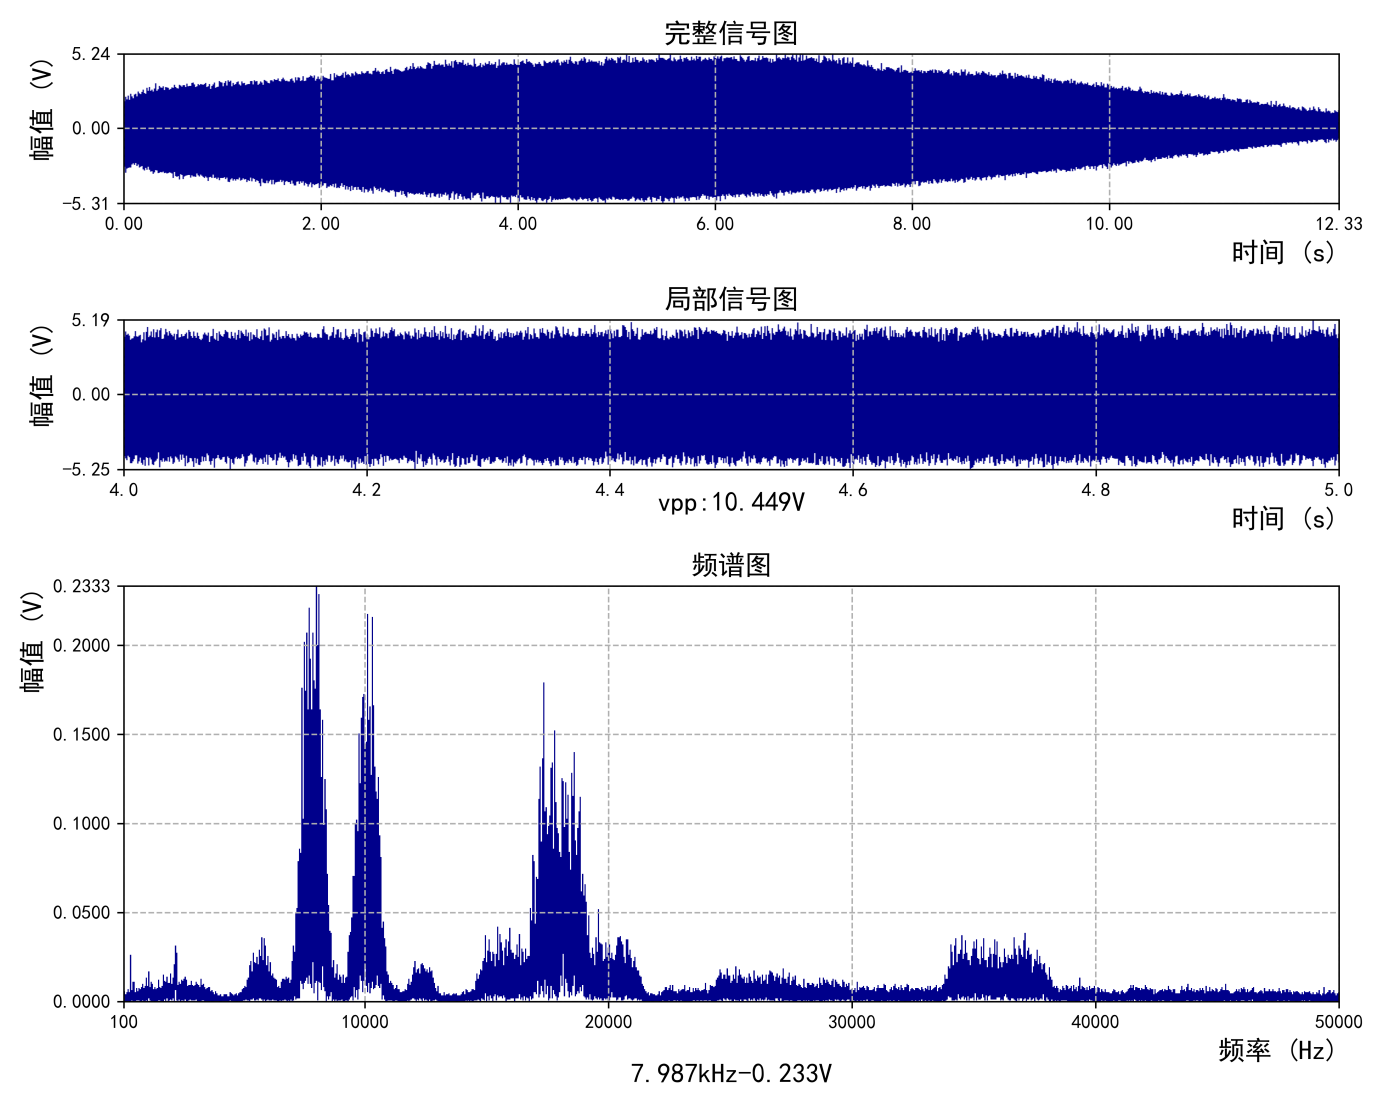 完整信号图
5.24
0.00
-5.31
幅值 (V)
0.00 2.00 4.00 6.00 8.00 10.00 12.33
时间 (s)
局部信号图
5.19
0.00
-5.25
幅值 (V)
4.0 4.2 4.4 4.6 4.8 5.0
vpp:10.449V
时间 (s)
频谱图
0.2333
0.2000
0.1500
0.1000
0.0500
0.0000
幅值 (V)
100 10000 20000 30000 40000 50000
频率 (Hz)
7.987kHz-0.233V